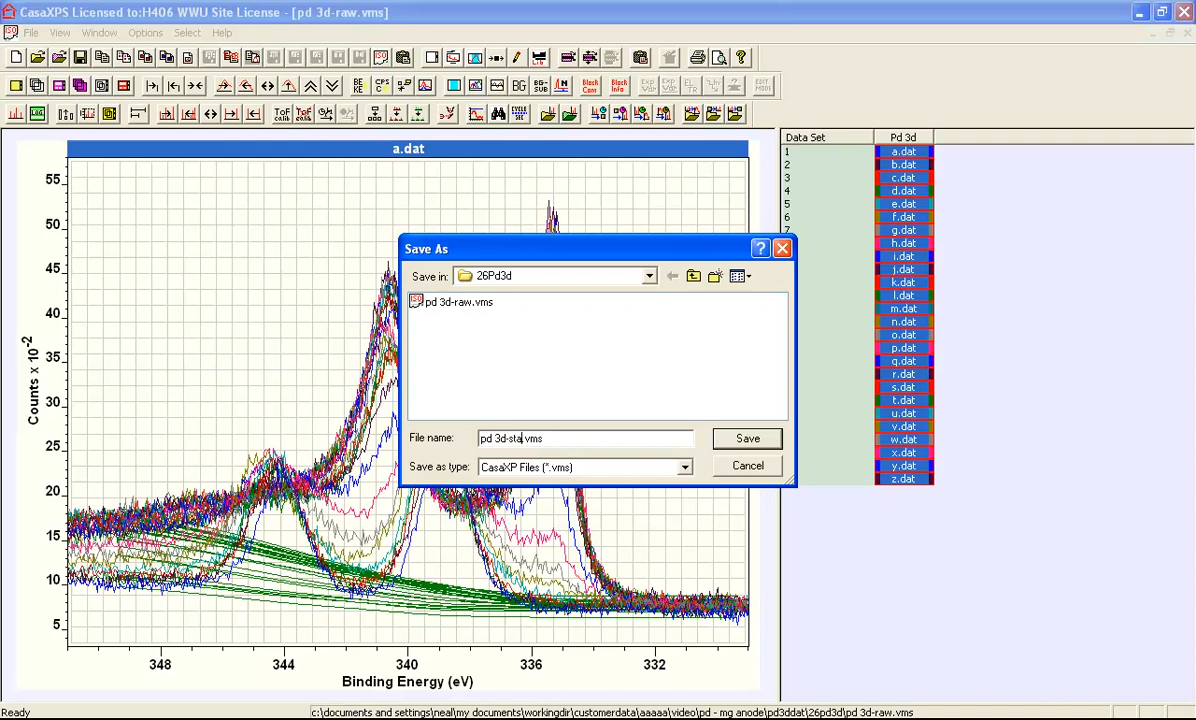 CasaXPS Licensed to:H406 WWU Site License - [pd 3d-raw.vms]
File View Window Options Select Help
Data Set Pd 3d
a.dat
1 a.dat
2 b.dat
3 c.dat
4 d.dat
5 e.dat
6 f.dat
7 g.dat
h.dat
i.dat
j.dat
k.dat
l.dat
m.dat
n.dat
o.dat
p.dat
q.dat
r.dat
s.dat
t.dat
u.dat
v.dat
w.dat
x.dat
y.dat
z.dat
Save As
Save in: 26Pd3d
pd 3d-raw.vms
File name: pd 3d-sta.vms
Save
Save as type: CasaXP Files (*.vms)
Cancel
Counts x 10^-2
55
50
45
40
35
30
25
20
15
10
5
348 344 340 336 332
Binding Energy (eV)
Ready c:\documents and settings\neal\my documents\workingdir\customerdata\aaaaa\video\pd - mg anode\pd3ddat\26pd3d\pd 3d-raw.vms